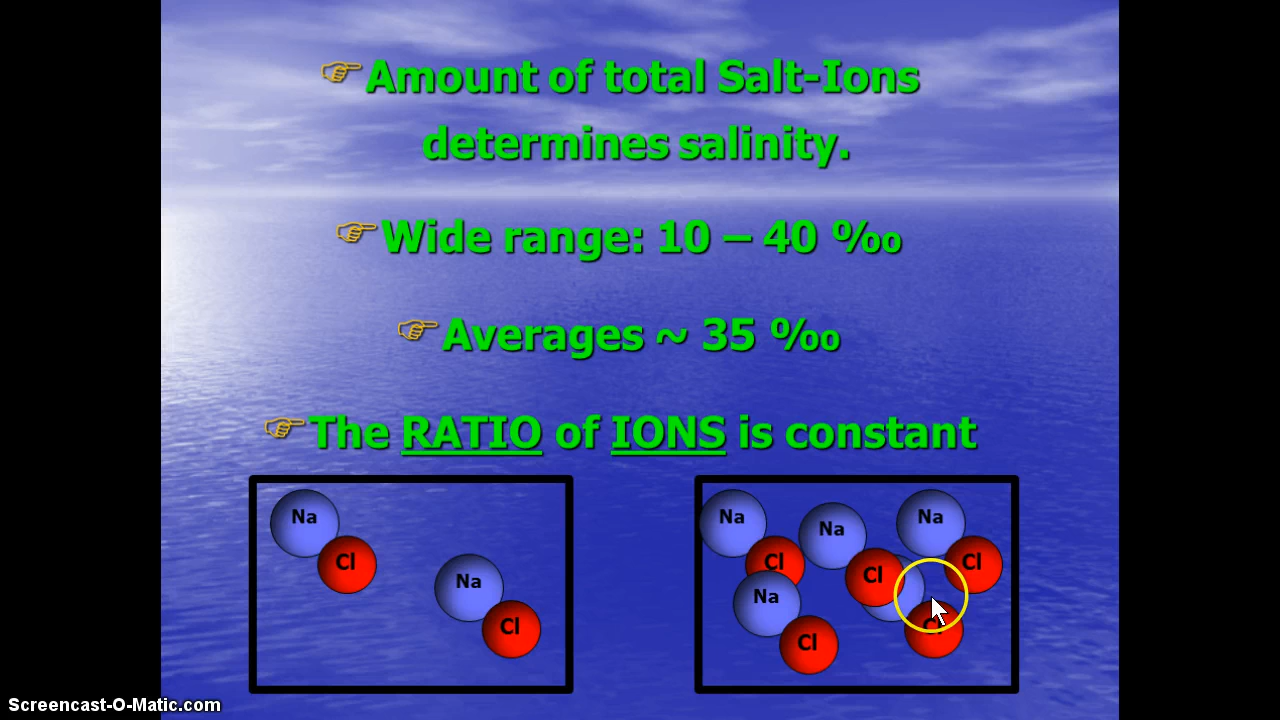 ☞Amount of total Salt-Ions
determines salinity.
☞Wide range: 10 – 40 ‰
☞Averages ~ 35 ‰
☞The RATIO of IONS is constant
Na
Cl
Na
Cl
Na
Na
Na
Cl
Cl
Cl
Na
Cl
Cl
Screencast-O-Matic.com